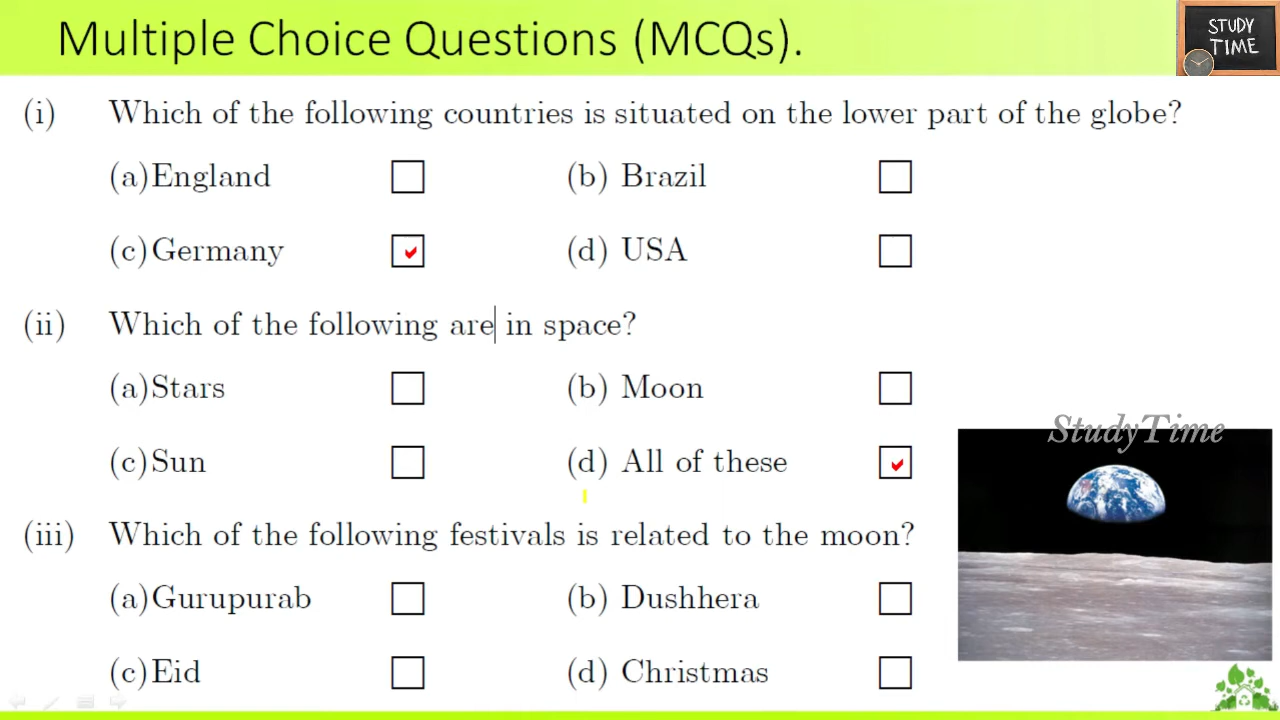 Multiple Choice Questions (MCQs).
STUDY
TIME
(i) Which of the following countries is situated on the lower part of the globe?
(a)England (b) Brazil
(c)Germany (d) USA
(ii) Which of the following are in space?
(a)Stars (b) Moon
(c)Sun (d) All of these
StudyTime
(iii) Which of the following festivals is related to the moon?
(a)Gurupurab (b) Dushhera
(c)Eid (d) Christmas